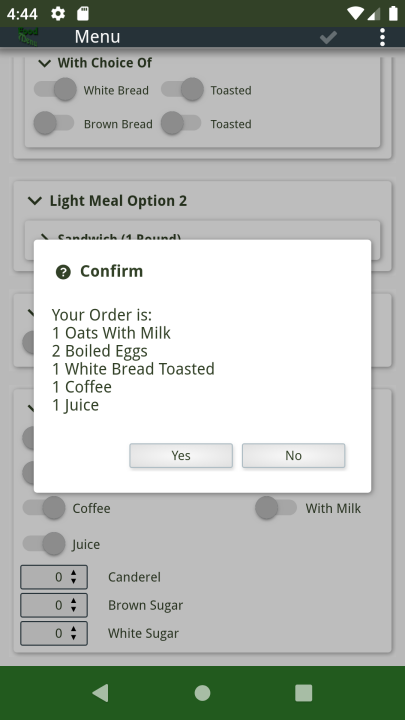 4:44
Menu
With Choice Of
White Bread Toasted
Brown Bread Toasted
Light Meal Option 2
Sandwich (1 Round)
Confirm
Your Order is:
1 Oats With Milk
2 Boiled Eggs
1 White Bread Toasted
1 Coffee
1 Juice
Yes No
Coffee With Milk
Juice
0 Canderel
0 Brown Sugar
0 White Sugar